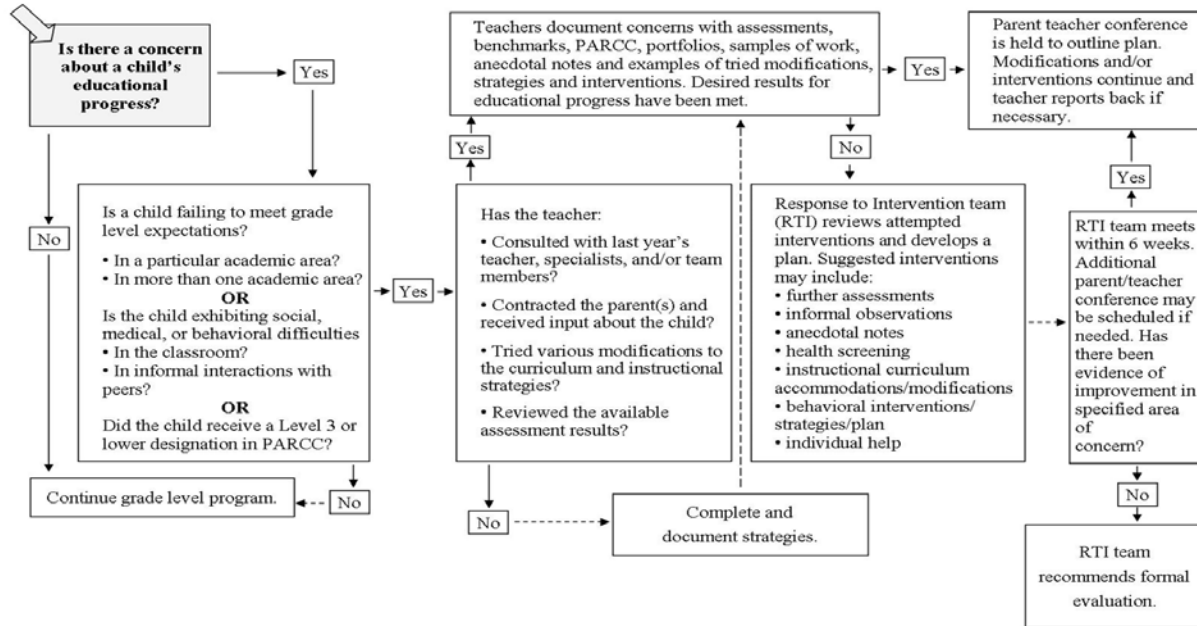 Is there a concern
about a child's
educational
progress?
Yes
No
Is a child failing to meet grade
level expectations?
• In a particular academic area?
• In more than one academic area?
OR
Is the child exhibiting social,
medical, or behavioral difficulties
• In the classroom?
• In informal interactions with
peers?
OR
Did the child receive a Level 3 or
lower designation in PARCC?
No
Continue grade level program.
Yes
Has the teacher:
• Consulted with last year's
teacher, specialists, and/or team
members?
• Contracted the parent(s) and
received input about the child?
• Tried various modifications to
the curriculum and instructional
strategies?
• Reviewed the available
assessment results?
No
Complete and
document strategies.
Yes
Teachers document concerns with assessments,
benchmarks, PARCC, portfolios, samples of work,
anecdotal notes and examples of tried modifications,
strategies and interventions. Desired results for
educational progress have been met.
Yes
No
Response to Intervention team
(RTI) reviews attempted
interventions and develops a
plan. Suggested interventions
may include:
• further assessments
• informal observations
• anecdotal notes
• health screening
• instructional curriculum
accommodations/modifications
• behavioral interventions/
strategies/plan
• individual help
Parent teacher conference
is held to outline plan.
Modifications and/or
interventions continue and
teacher reports back if
necessary.
Yes
RTI team meets
within 6 weeks.
Additional
parent/teacher
conference may
be scheduled if
needed. Has
there been
evidence of
improvement in
specified area
of
concern?
No
RTI team
recommends formal
evaluation.